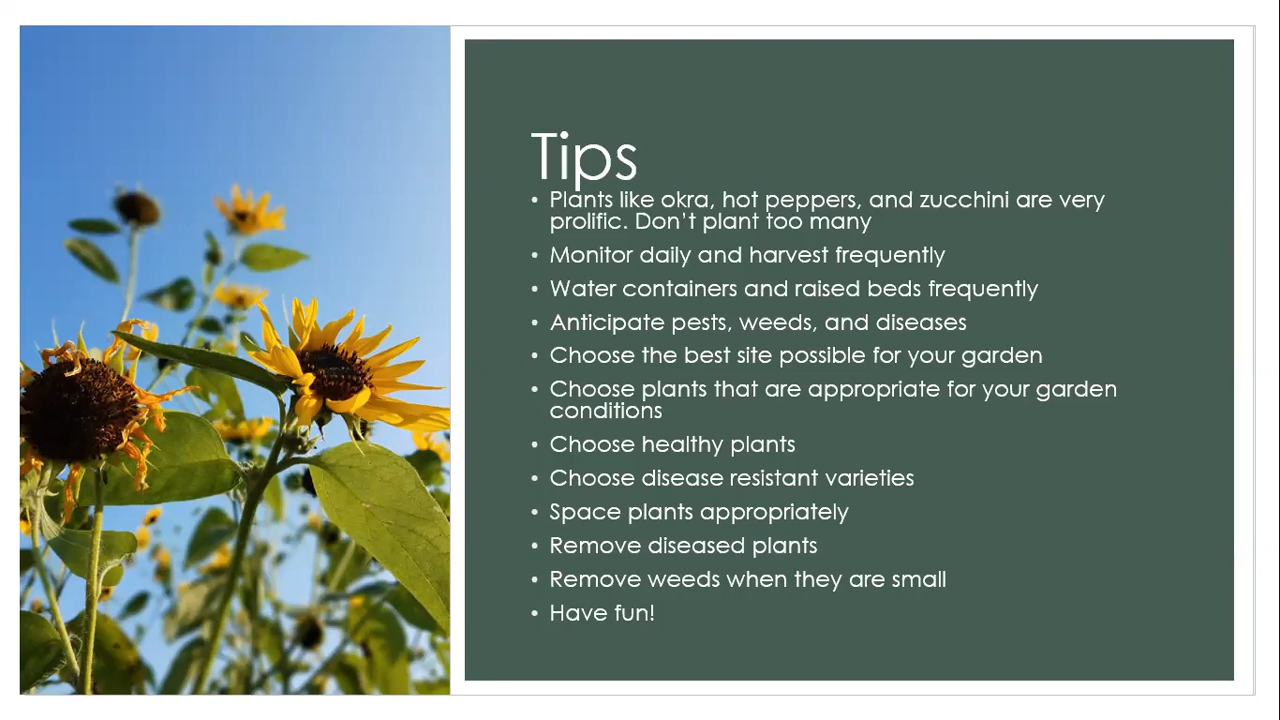 Tips
• Plants like okra, hot peppers, and zucchini are very
prolific. Don’t plant too many
• Monitor daily and harvest frequently
• Water containers and raised beds frequently
• Anticipate pests, weeds, and diseases
• Choose the best site possible for your garden
• Choose plants that are appropriate for your garden
conditions
• Choose healthy plants
• Choose disease resistant varieties
• Space plants appropriately
• Remove diseased plants
• Remove weeds when they are small
• Have fun!